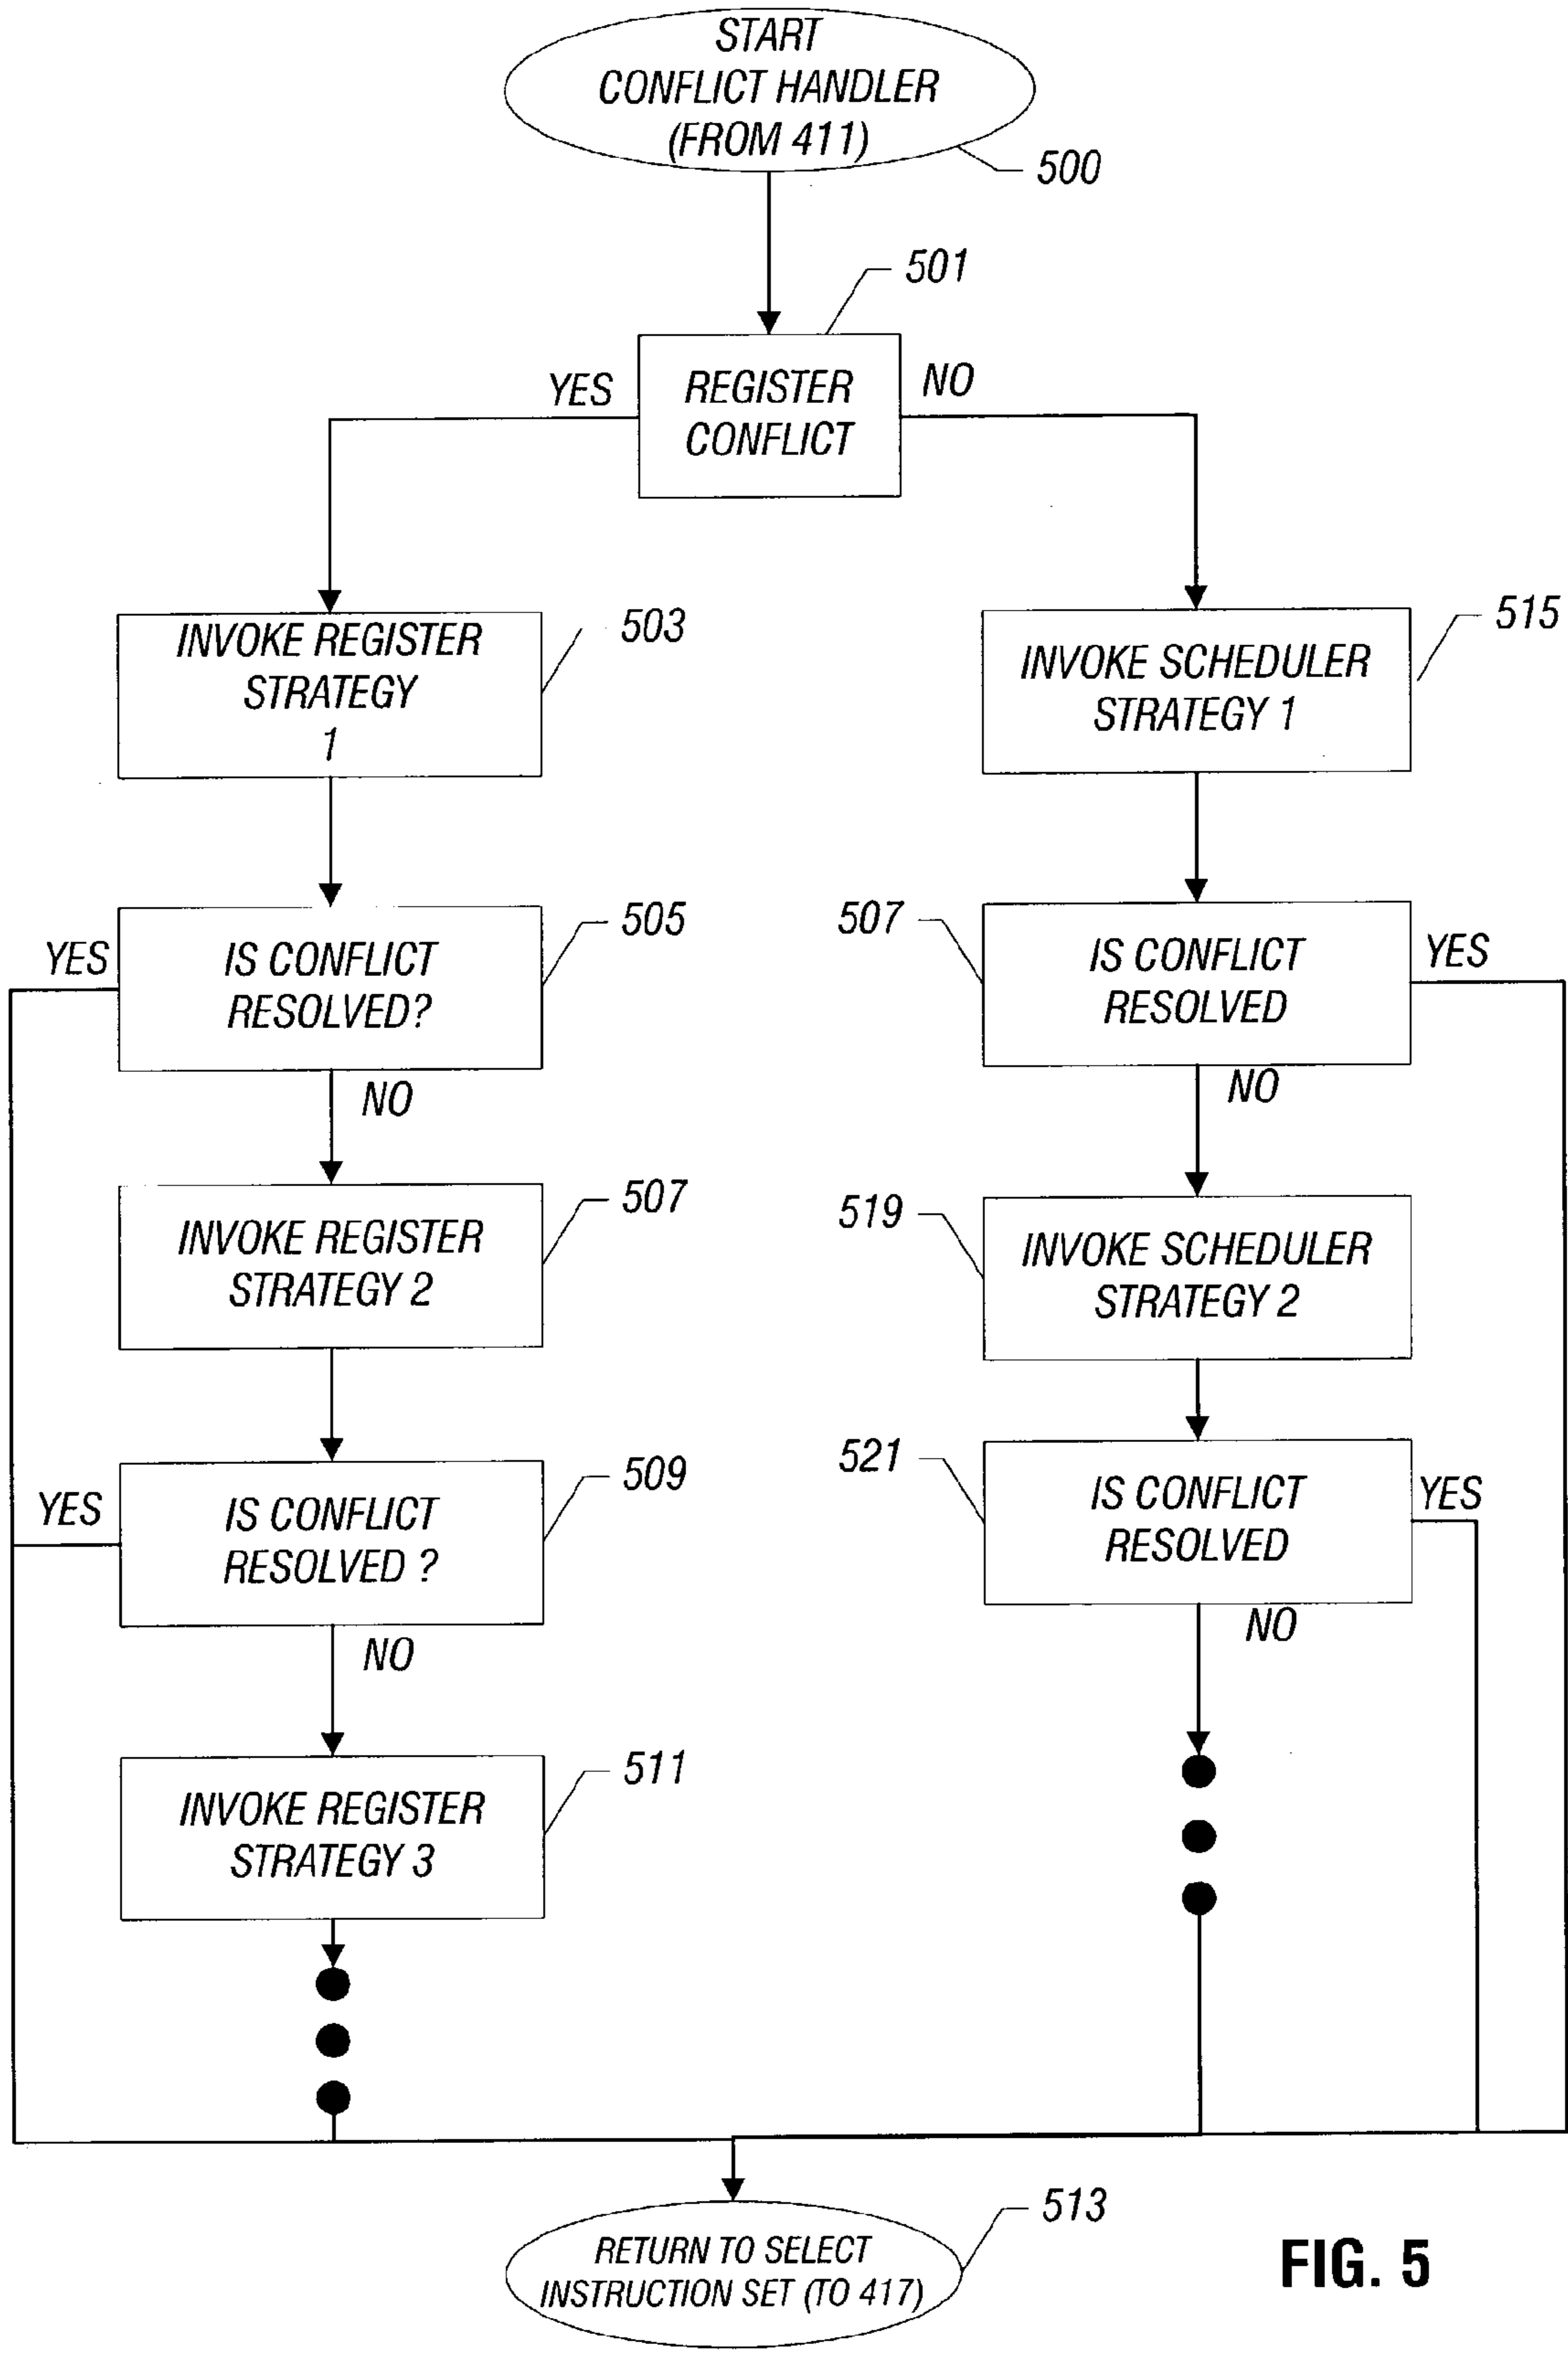 START
CONFLICT HANDLER
(FROM 411)
500
501
YES
REGISTER
CONFLICT
NO
INVOKE REGISTER
STRATEGY
1
503
INVOKE SCHEDULER
STRATEGY 1
515
YES
IS CONFLICT
RESOLVED?
505
NO
507
IS CONFLICT
RESOLVED
YES
NO
INVOKE REGISTER
STRATEGY 2
507
519
INVOKE SCHEDULER
STRATEGY 2
YES
IS CONFLICT
RESOLVED ?
509
NO
521
IS CONFLICT
RESOLVED
YES
NO
INVOKE REGISTER
STRATEGY 3
511
RETURN TO SELECT
INSTRUCTION SET (TO 417)
513
FIG. 5